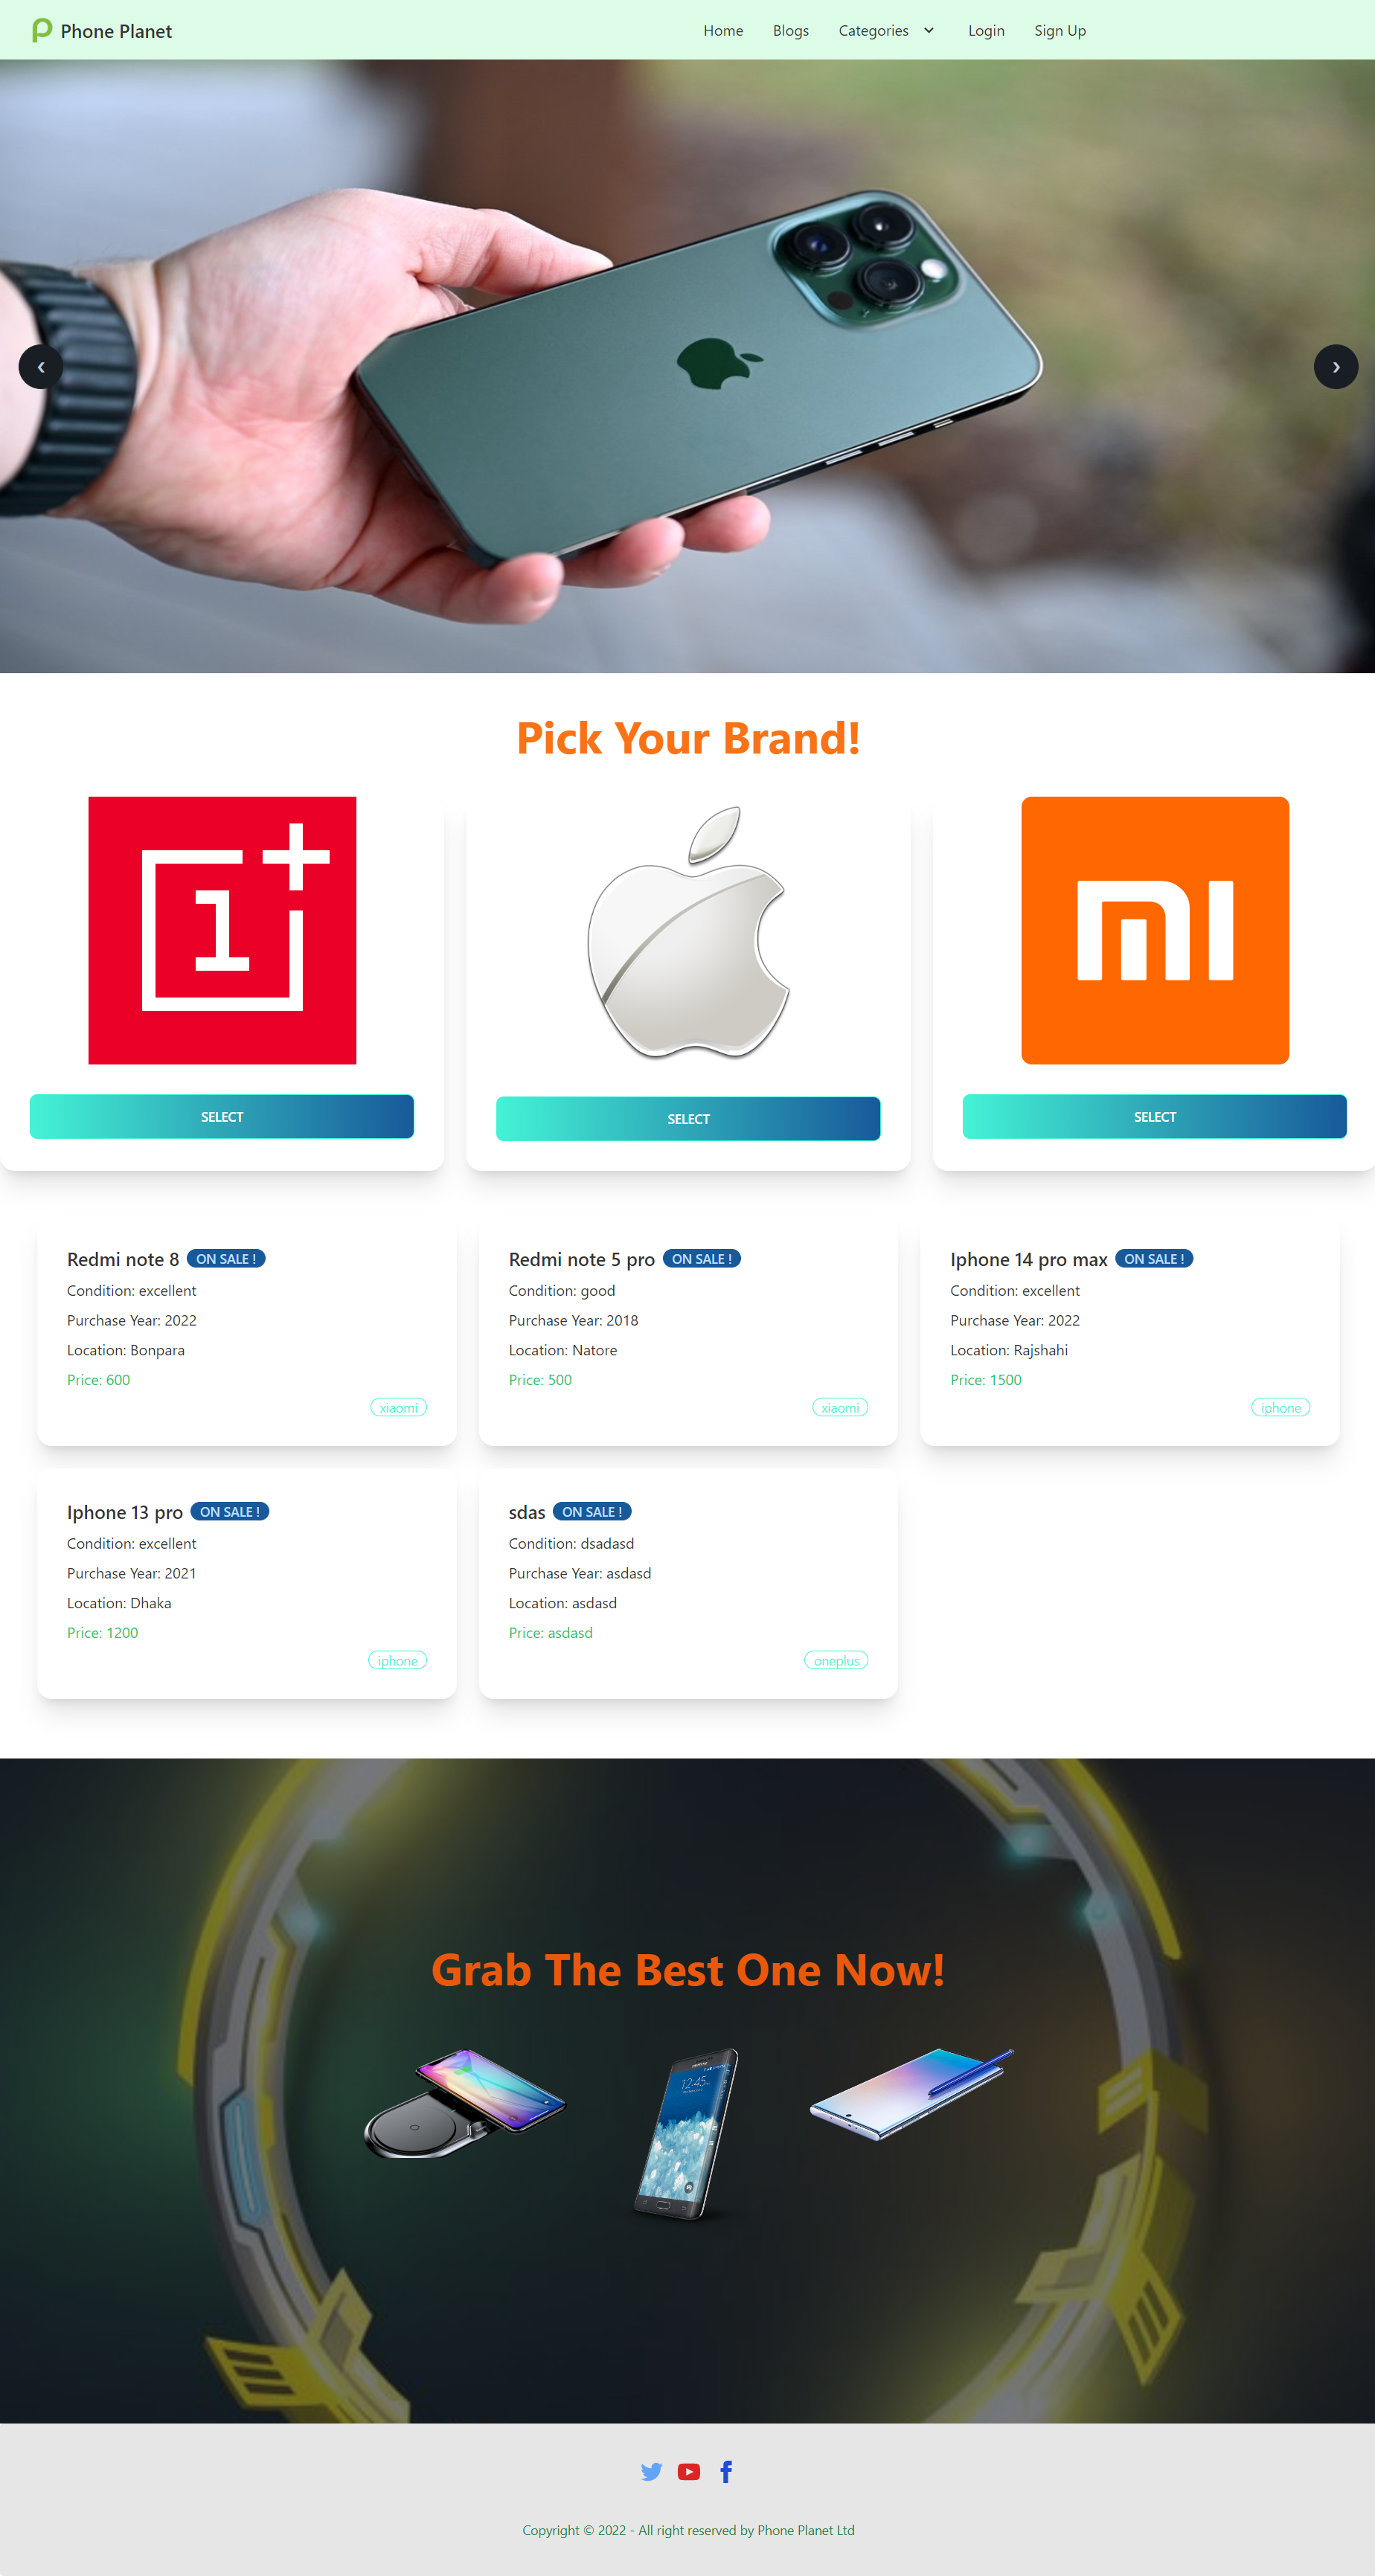 Phone Planet
Home Blogs Categories Login Sign Up
Pick Your Brand!
SELECT SELECT SELECT
Redmi note 8 ON SALE !
Condition: excellent
Purchase Year: 2022
Location: Bonpara
Price: 600
xiaomi
Redmi note 5 pro ON SALE !
Condition: good
Purchase Year: 2018
Location: Natore
Price: 500
xiaomi
Iphone 14 pro max ON SALE !
Condition: excellent
Purchase Year: 2022
Location: Rajshahi
Price: 1500
iphone
Iphone 13 pro ON SALE !
Condition: excellent
Purchase Year: 2021
Location: Dhaka
Price: 1200
iphone
sdas ON SALE !
Condition: dsadasd
Purchase Year: asdasd
Location: asdasd
Price: asdasd
oneplus
Grab The Best One Now!
12:45
Copyright © 2022 - All right reserved by Phone Planet Ltd